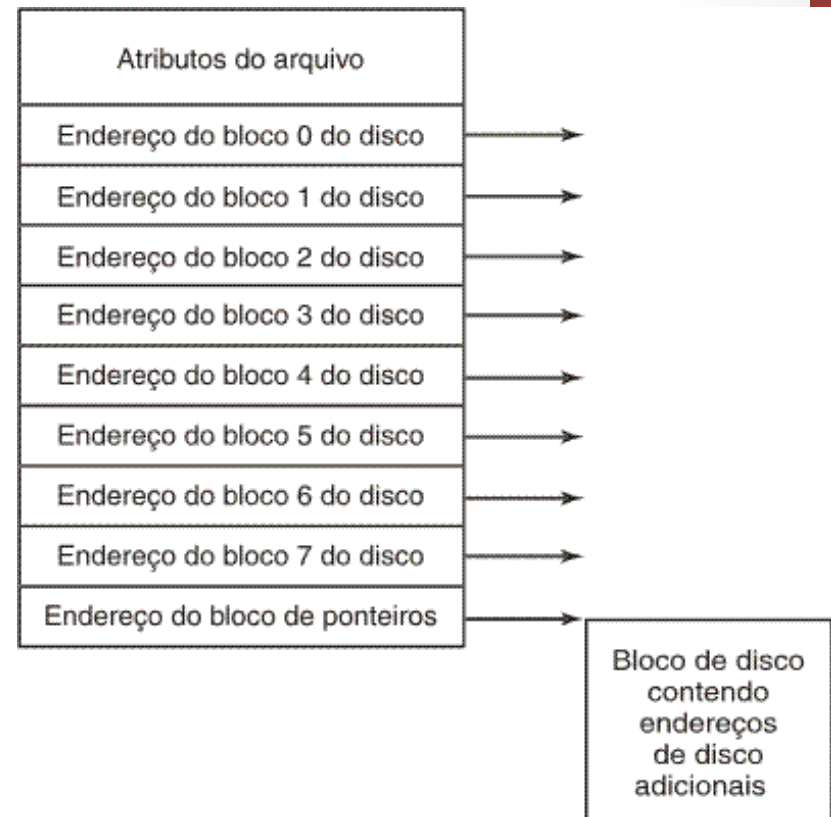 Atributos do arquivo
Endereço do bloco 0 do disco
Endereço do bloco 1 do disco
Endereço do bloco 2 do disco
Endereço do bloco 3 do disco
Endereço do bloco 4 do disco
Endereço do bloco 5 do disco
Endereço do bloco 6 do disco
Endereço do bloco 7 do disco
Endereço do bloco de ponteiros
Bloco de disco
contendo
endereços
de disco
adicionais